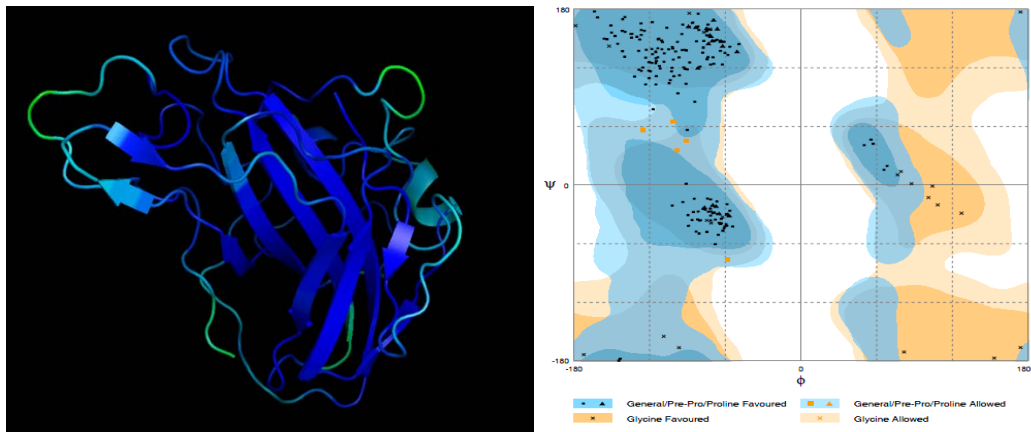 180
Ψ
0
-180
-180
0
180
Φ
General/Pre-Pro/Proline Favoured
General/Pre-Pro/Proline Allowed
Glycine Favoured
Glycine Allowed